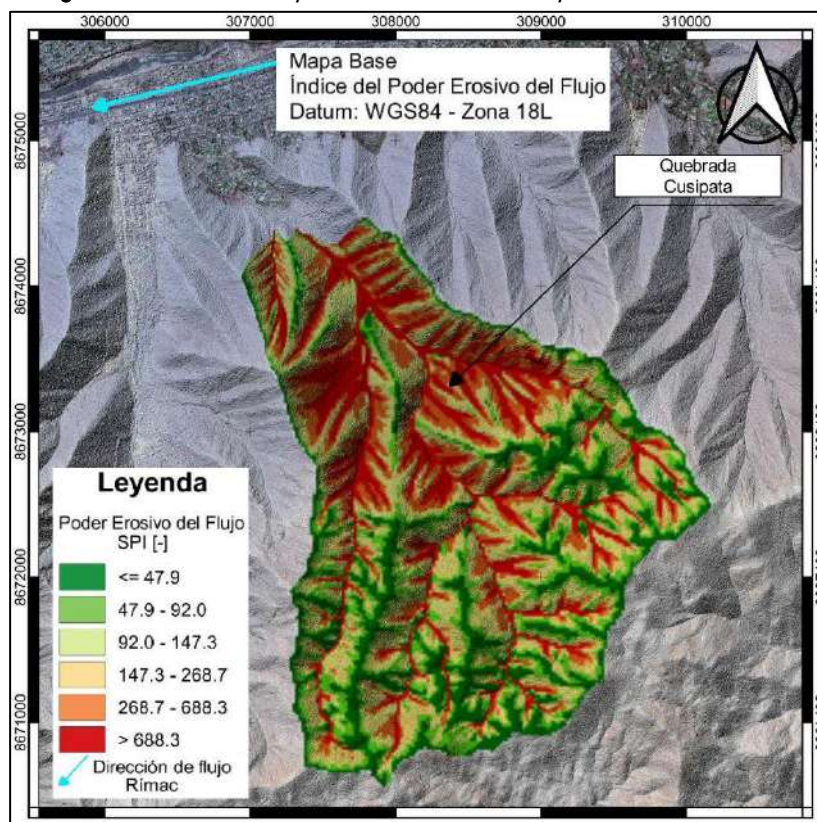 306000 307000 308000 309000 310000
Mapa Base
Índice del Poder Erosivo del Flujo
Datum: WGS84 - Zona 18L
Quebrada
Cusipata
8675000
8674000
8673000
8672000
8671000
Leyenda
Poder Erosivo del Flujo
SPI [-]
<= 47.9
47.9 - 92.0
92.0 - 147.3
147.3 - 268.7
268.7 - 688.3
> 688.3
Dirección de flujo
Rímac